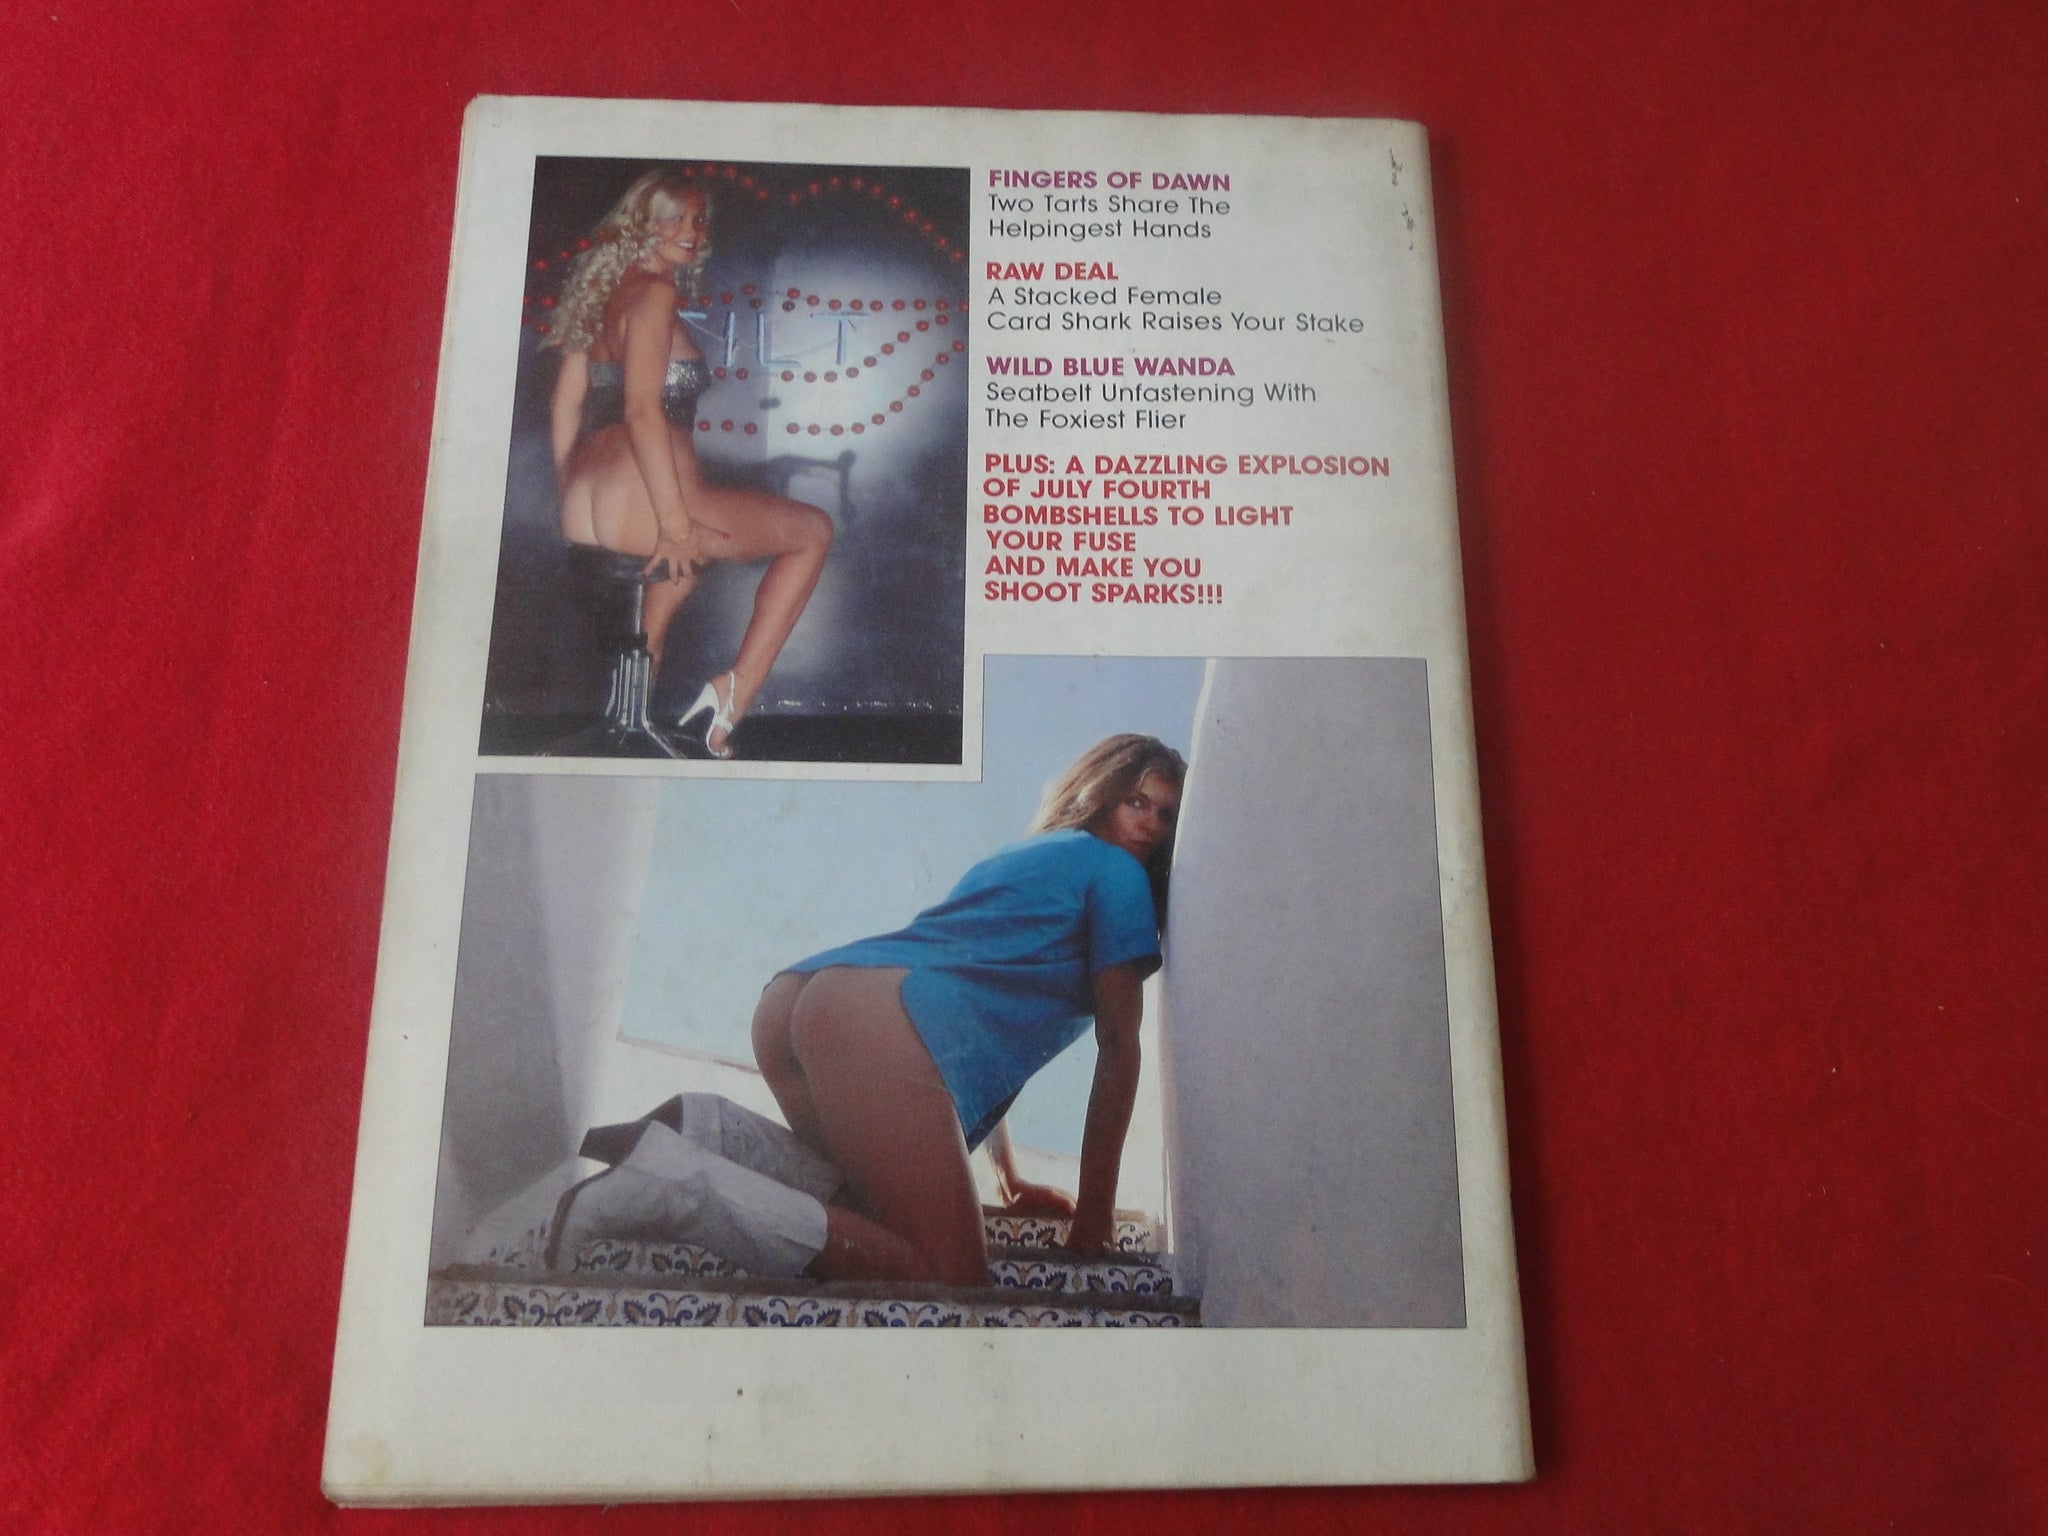 TILT
FINGERS OF DAWN
Two Tarts Share The
Helpingest Hands
RAW DEAL
A Stacked Female
Card Shark Raises Your Stake
WILD BLUE WANDA
Seatbelt Unfastening With
The Foxiest Flier
PLUS: A DAZZLING EXPLOSION
OF JULY FOURTH
BOMBSHELLS TO LIGHT
YOUR FUSE
AND MAKE YOU
SHOOT SPARKS!!!